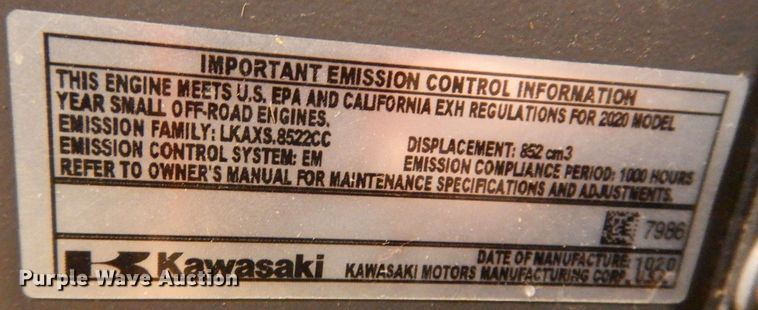 IMPORTANT EMISSION CONTROL INFORMATION
THIS ENGINE MEETS U.S. EPA AND CALIFORNIA EXH REGULATIONS FOR 2020 MODEL
YEAR SMALL OFF-ROAD ENGINES.
EMISSION FAMILY: LKAXS.8522CC DISPLACEMENT: 852 cm3
EMISSION CONTROL SYSTEM: EM EMISSION COMPLIANCE PERIOD: 1000 HOURS
REFER TO OWNER'S MANUAL FOR MAINTENANCE SPECIFICATIONS AND ADJUSTMENTS.
7986
DATE OF MANUFACTURE: 1020
Kawasaki KAWASAKI MOTORS MANUFACTURING CORP. U.S.A.
Purple Wave Auction